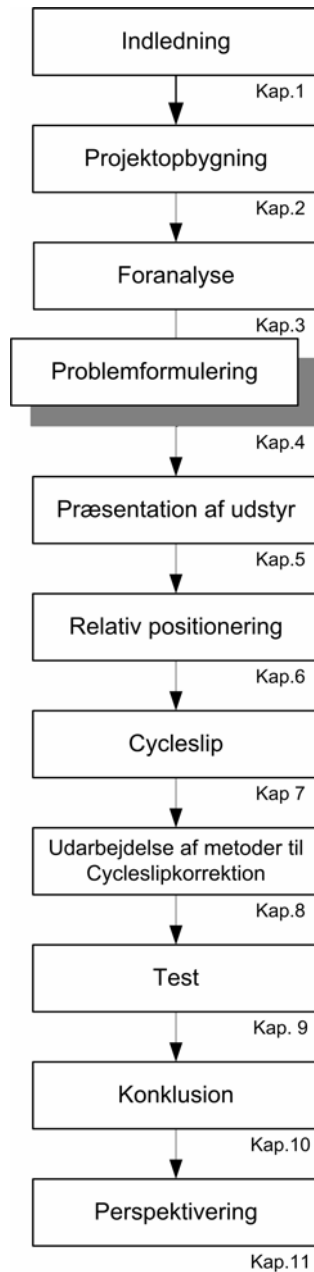 Indledning
Kap.1
Projektopbygning
Kap.2
Foranalyse
Kap.3
Problemformulering
Kap.4
Præsentation af udstyr
Kap.5
Relativ positionering
Kap.6
Cycleslip
Kap 7
Udarbejdelse af metoder til
Cycleslipkorrektion
Kap.8
Test
Kap. 9
Konklusion
Kap.10
Perspektivering
Kap.11